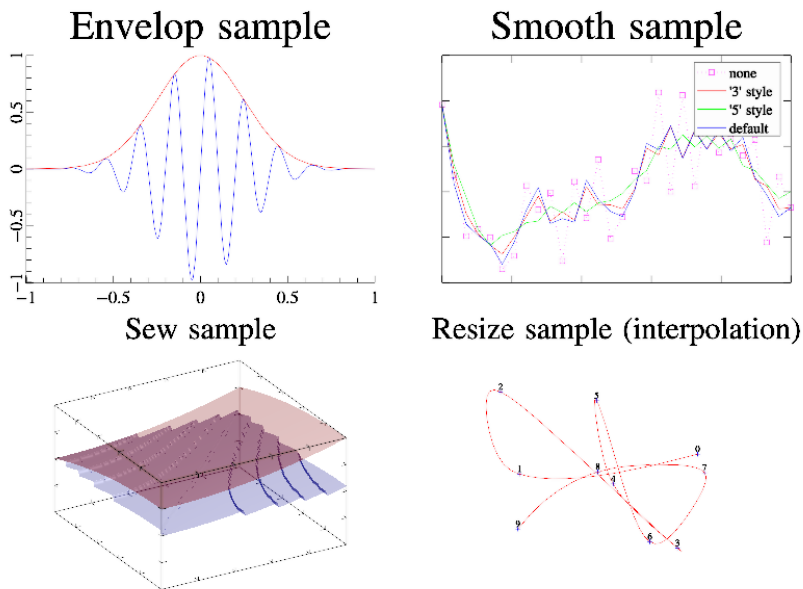 Envelop sample
1
0.5
0
−0.5
−1
−1
−0.5
0
0.5
1
Smooth sample
none
'3' style
'5' style
default
Sew sample
Resize sample (interpolation)
2
5
0
1
8
4
7
9
6
3